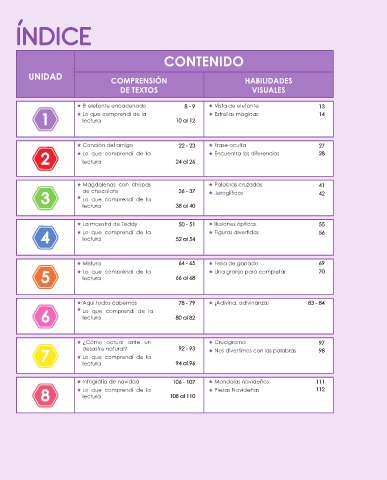 ÍNDICE
UNIDAD
CONTENIDO
COMPRENSIÓN
DE TEXTOS
HABILIDADES
VISUALES
1
El elefante encadenado 8 - 9
Lo que comprendí de la
lectura 10 al 12
Vista de elefante 13
Estrellas mágicas 14
2
Canción del amigo 22 - 23
Lo que comprendí de la
lectura 24 al 26
Frase oculta 27
Encuentra las diferencias 28
3
Magdalenas con chispas
de chocolate 36 - 37
Lo que comprendí de la
lectura 38 al 40
Palabras cruzadas 41
Jeroglíficos 42
4
La maestra de Teddy 50 - 51
Lo que comprendí de la
lectura 52 al 54
Ilusiones ópticas 55
Figuras divertidas 56
5
Mistura 64 - 65
Lo que comprendí de la
lectura 66 al 68
Feria de ganado 69
Una granja para completar 70
6
Aquí todos cabemos 78 - 79
Lo que comprendí de la
lectura 80 al 82
¡Adivina, adivinanza! 83 - 84
7
¿Cómo actuar ante un
desastre natural? 92 - 93
Lo que comprendí de la
lectura 94 al 96
Crucigrama 97
Nos divertimos con las palabras 98
8
Infografía de navidad 106 - 107
Lo que comprendí de la
lectura 108 al 110
Mandalas navideños 111
Piezas Navideñas 112